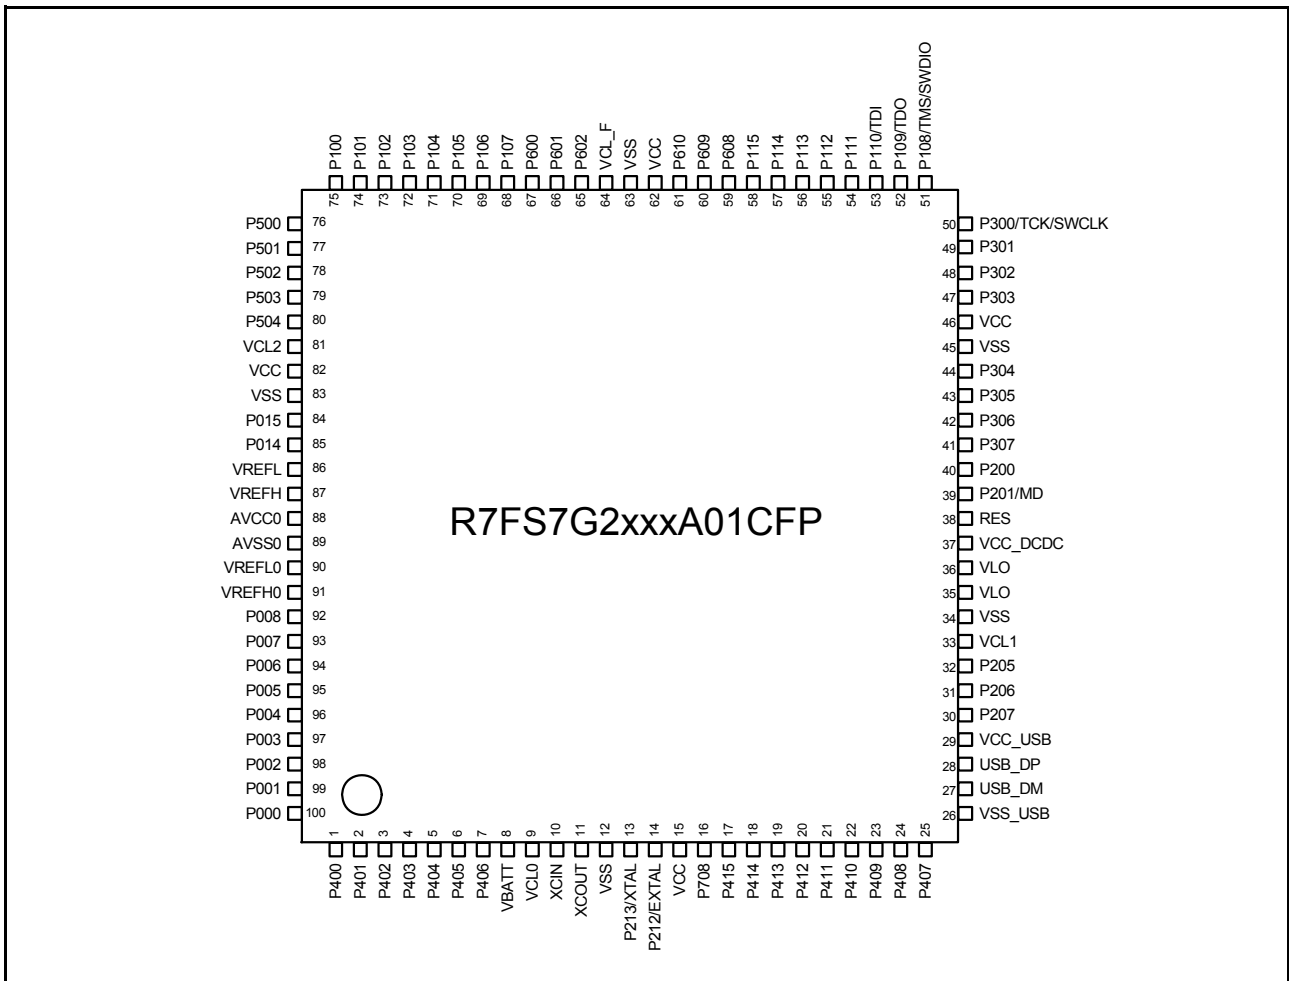 P100
P101
P102
P103
P104
P105
P106
P107
P600
P601
P602
VCL_F
VSS
VCC
P610
P609
P608
P115
P114
P113
P112
P111
P110/TDI
P109/TDO
P108/TMS/SWDIO
75
74
73
72
71
70
69
68
67
66
65
64
63
62
61
60
59
58
57
56
55
54
53
52
51
P500 76
P501 77
P502 78
P503 79
P504 80
VCL2 81
VCC 82
VSS 83
P015 84
P014 85
VREFL 86
VREFH 87
AVCC0 88
AVSS0 89
VREFL0 90
VREFH0 91
P008 92
P007 93
P006 94
P005 95
P004 96
P003 97
P002 98
P001 99
P000 100
R7FS7G2xxxA01CFP
50 P300/TCK/SWCLK
49 P301
48 P302
47 P303
46 VCC
45 VSS
44 P304
43 P305
42 P306
41 P307
40 P200
39 P201/MD
38 RES
37 VCC_DCDC
36 VLO
35 VLO
34 VSS
33 VCL1
32 P205
31 P206
30 P207
29 VCC_USB
28 USB_DP
27 USB_DM
26 VSS_USB
1
2
3
4
5
6
7
8
9
10
11
12
13
14
15
16
17
18
19
20
21
22
23
24
25
P400
P401
P402
P403
P404
P405
P406
VBATT
VCL0
XCIN
XCOUT
VSS
P213/XTAL
P212/EXTAL
VCC
P708
P415
P414
P413
P412
P411
P410
P409
P408
P407